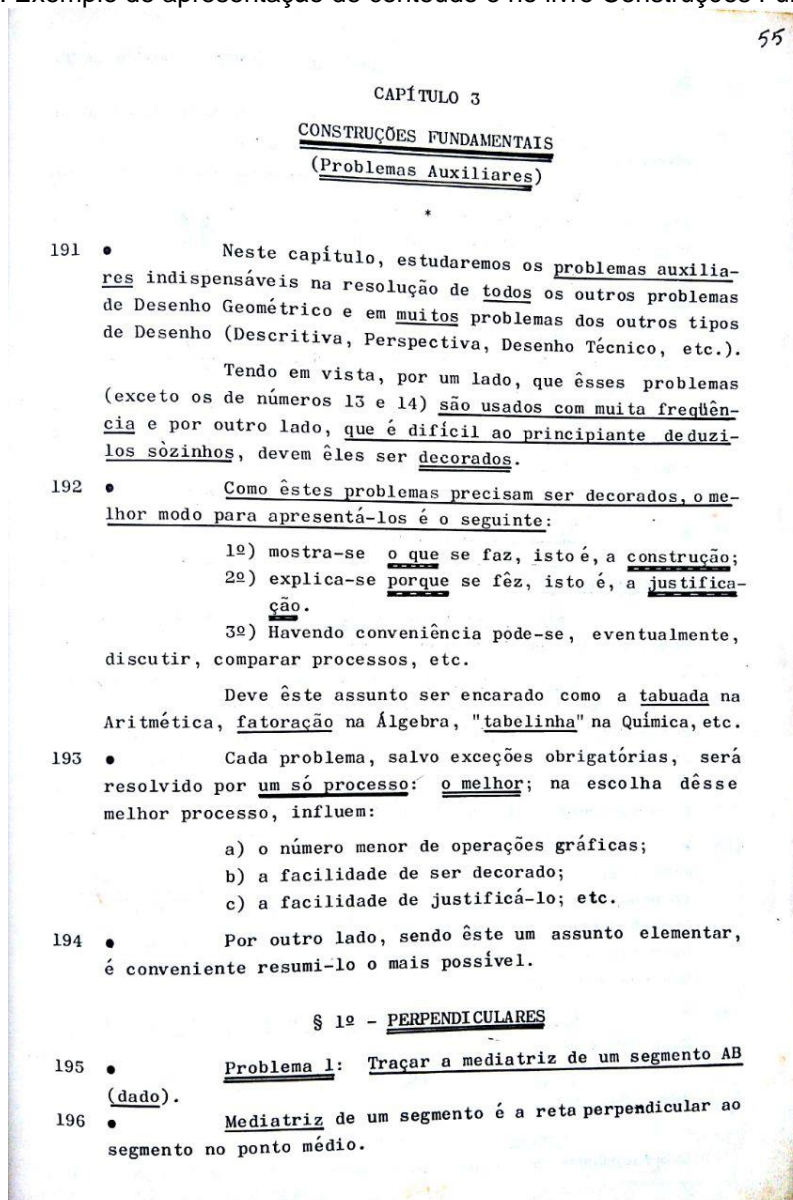 Exemplo de apresentação de conteúdo e no livro Construções
55
CAPÍTULO 3
CONSTRUÇÕES FUNDAMENTAIS
(Problemas Auxiliares)
*
191 • Neste capítulo, estudaremos os problemas auxilia-
res indispensáveis na resolução de todos os outros problemas
de Desenho Geométrico e em muitos problemas dos outros tipos
de Desenho (Descritiva, Perspectiva, Desenho Técnico, etc.).
Tendo em vista, por um lado, que êsses problemas
(exceto os de números 13 e 14) são usados com muita freqüên-
cia e por outro lado, que é difícil ao principiante deduzi-
los sòzinhos, devem êles ser decorados.
192 • Como êstes problemas precisam ser decorados, o me-
lhor modo para apresentá-los é o seguinte:
1º) mostra-se o que se faz, isto é, a construção;
2º) explica-se porque se fêz, isto é, a justifica-
ção.
3º) Havendo conveniência pode-se, eventualmente,
discutir, comparar processos, etc.
Deve êste assunto ser encarado como a tabuada na
Aritmética, fatoração na Álgebra, "tabelinha" na Química, etc.
193 • Cada problema, salvo exceções obrigatórias, será
resolvido por um só processo: o melhor; na escolha dêsse
melhor processo, influem:
a) o número menor de operações gráficas;
b) a facilidade de ser decorado;
c) a facilidade de justificá-lo; etc.
194 • Por outro lado, sendo êste um assunto elementar,
é conveniente resumi-lo o mais possível.
§ 1º - PERPENDICULARES
195 • Problema 1: Traçar a mediatriz de um segmento AB
(dado).
196 • Mediatriz de um segmento é a reta perpendicular ao
segmento no ponto médio.